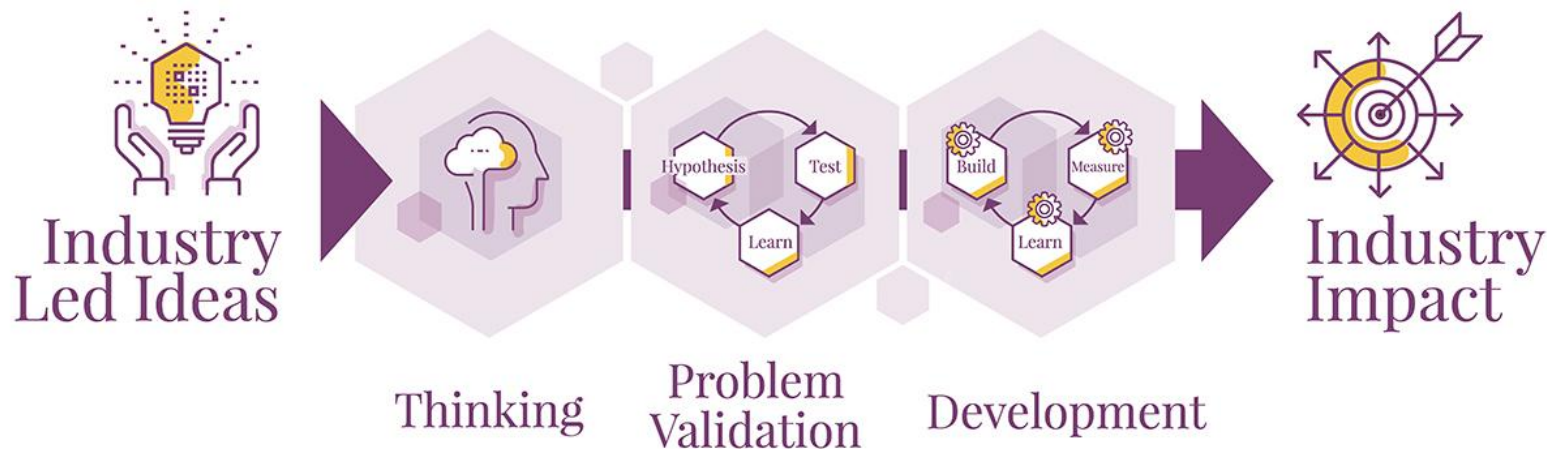 Industry
Led Ideas
Thinking
Hypothesis
Test
Learn
Problem
Validation
Build
Measure
Learn
Development
Industry
Impact